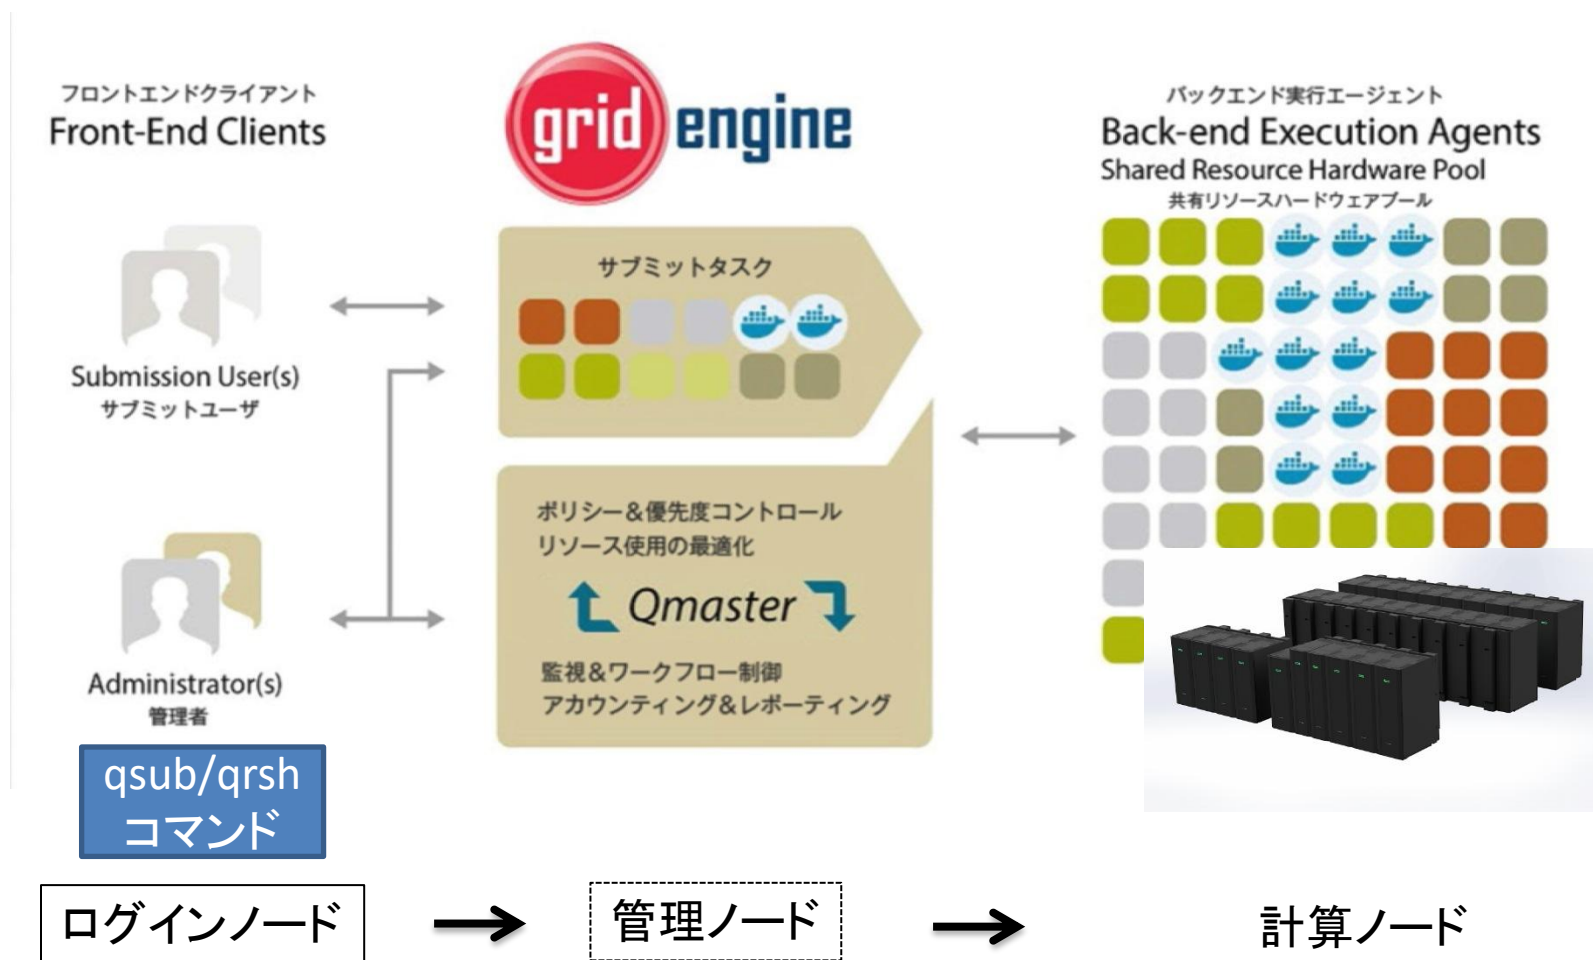 フロントエンドクライアント
Front-End Clients
Submission User(s)
サブミットユーザ
Administrator(s)
管理者
qsub/qrsh
コマンド
grid engine
サブミットタスク
ポリシー＆優先度コントロール
リソース使用の最適化
Qmaster
監視＆ワークフロー制御
アカウンティング＆レポーティング
バックエンド実行エージェント
Back-end Execution Agents
Shared Resource Hardware Pool
共有リソースハードウェアプール
ログインノード
管理ノード
計算ノード